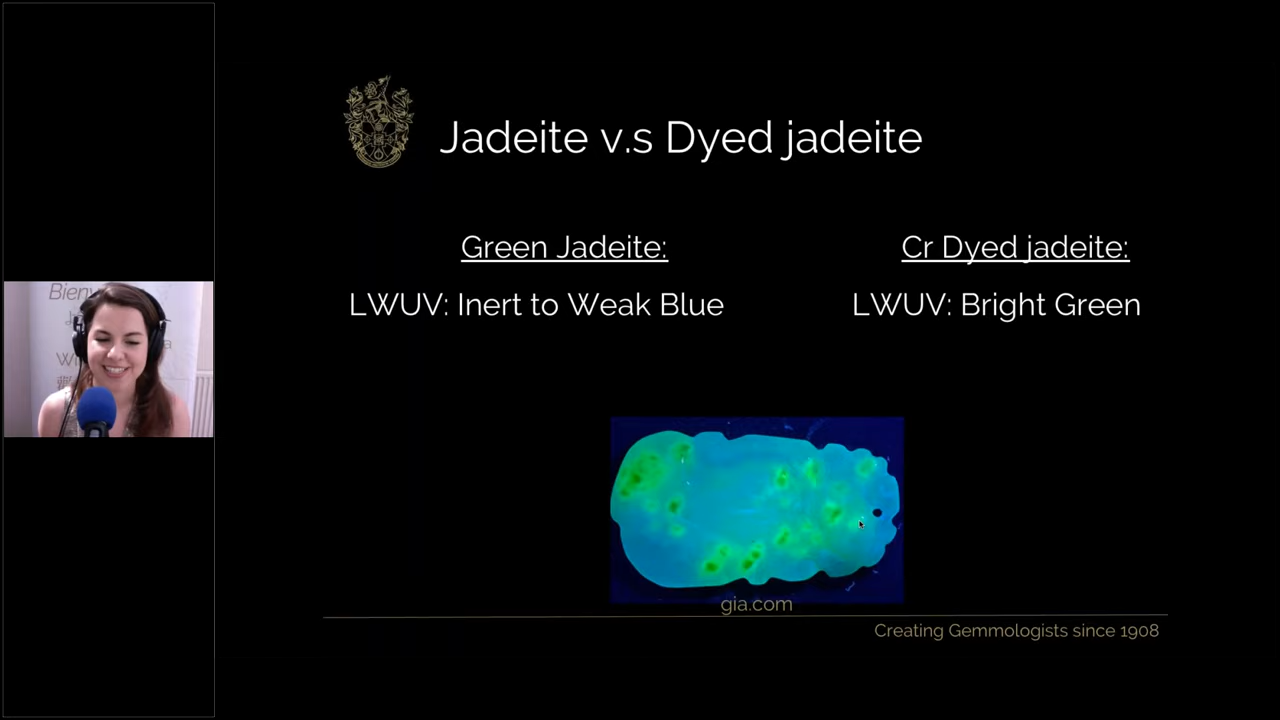 Jadeite v.s Dyed jadeite
Green Jadeite:
Cr Dyed jadeite:
LWUV: Inert to Weak Blue
LWUV: Bright Green
gia.com
Creating Gemmologists since 1908